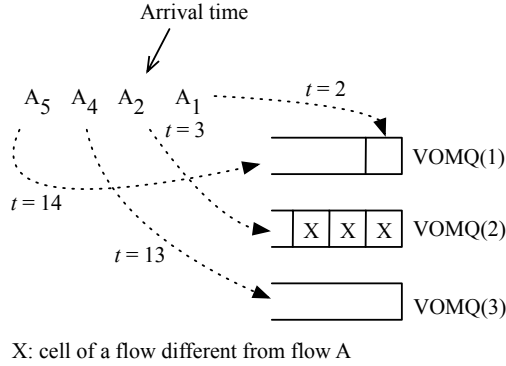 Arrival time
A5 A4 A2 A1
t = 2
t = 3
VOMQ(1)
t = 14
X X X VOMQ(2)
t = 13
VOMQ(3)
X: cell of a flow different from flow A